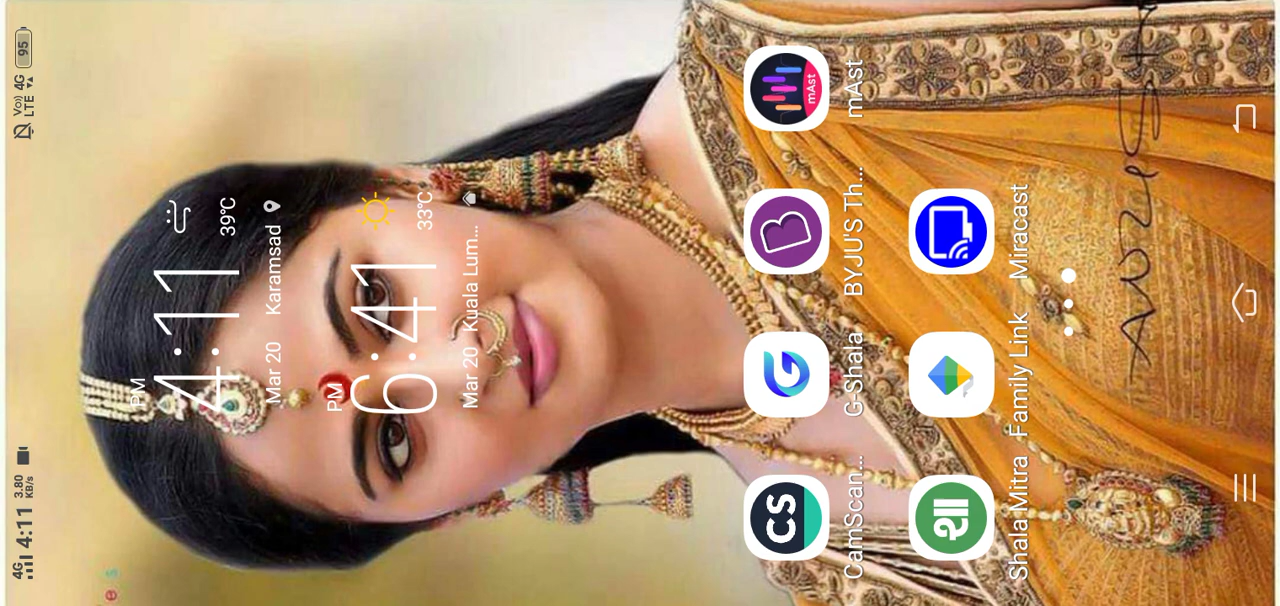 4G 4:11 3.80 KB/s VoI) LTE 4G 95
PM
4:11 39°C
Mar 20 Karamsad
PM
6:41 33°C
Mar 20 Kuala Lum...
CS
mAst
CamScan... G-Shala BYJU'S Th... mAst
શા
Shala Mitra Family Link Miracast